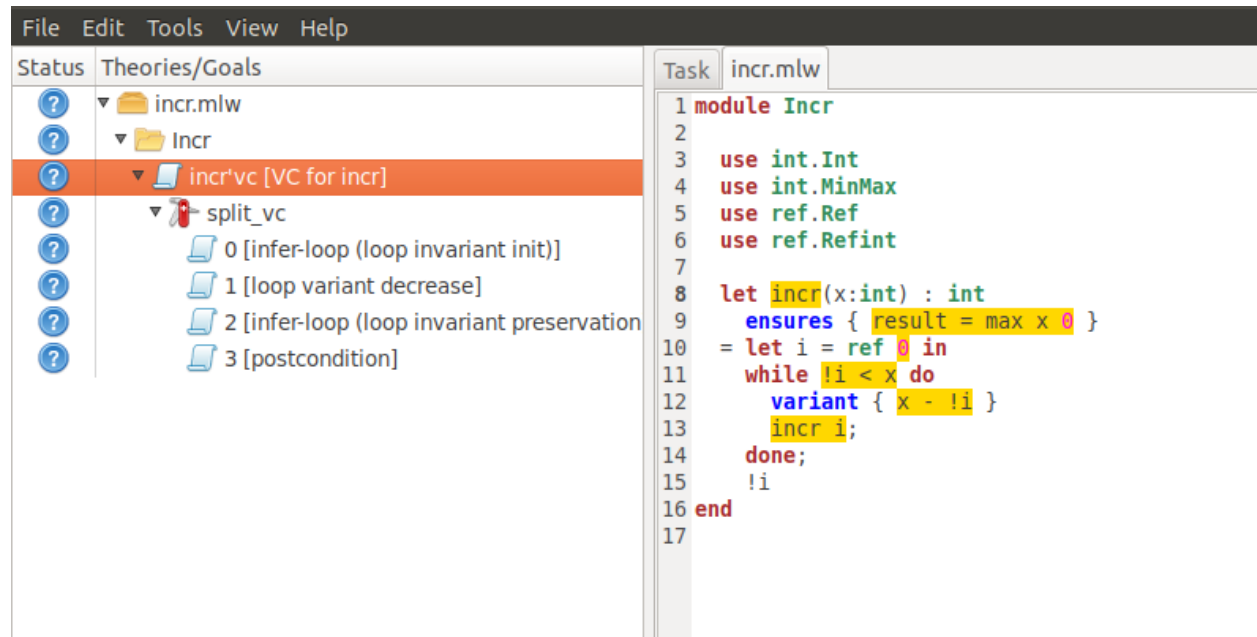 File Edit Tools View Help
Status Theories/Goals
incr.mlw
Incr
incr'vc [VC for incr]
split_vc
0 [infer-loop (loop invariant init)]
1 [loop variant decrease]
2 [infer-loop (loop invariant preservation
3 [postcondition]
Task incr.mlw
1 module Incr
2
3 use int.Int
4 use int.MinMax
5 use ref.Ref
6 use ref.Refint
7
8 let incr(x:int) : int
9 ensures { result = max x 0 }
10 = let i = ref 0 in
11 while !i < x do
12 variant { x - !i }
13 incr i;
14 done;
15 !i
16 end
17